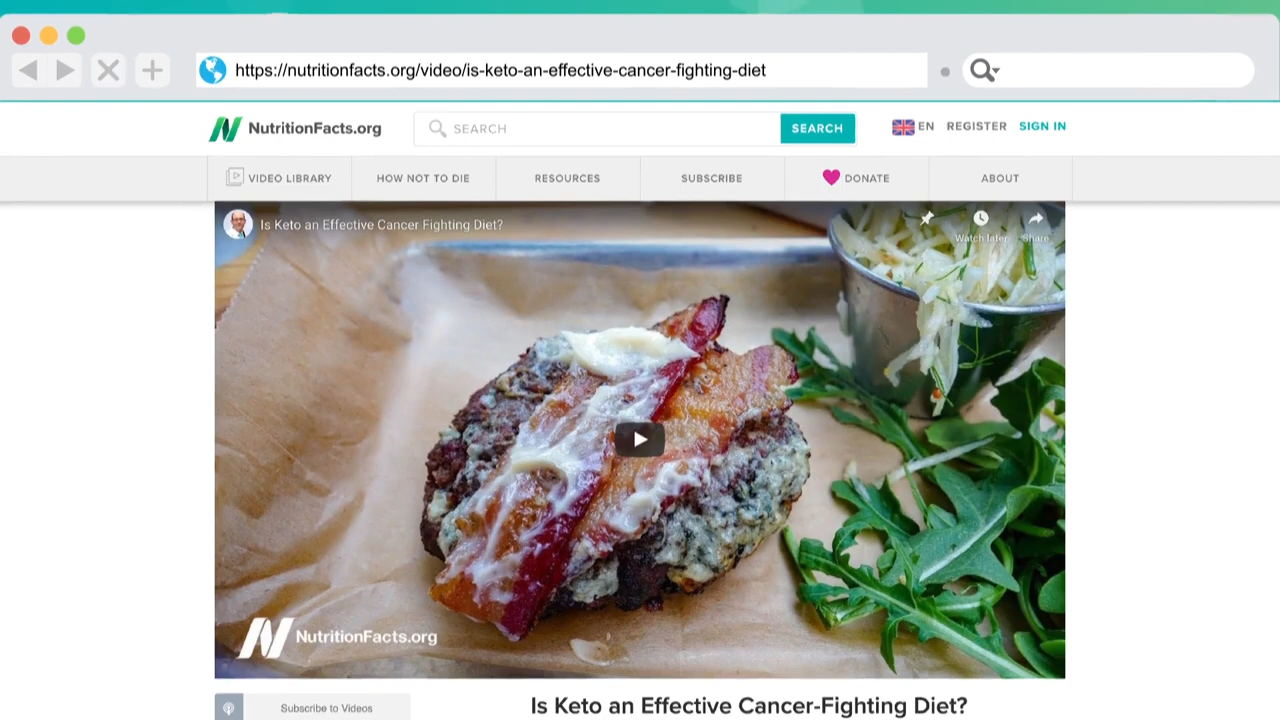 https://nutritionfacts.org/video/is-keto-an-effective-cancer-fighting-diet
NutritionFacts.org
SEARCH
SEARCH
EN
REGISTER
SIGN IN
VIDEO LIBRARY
HOW NOT TO DIE
RESOURCES
SUBSCRIBE
DONATE
ABOUT
Is Keto an Effective Cancer Fighting Diet?
Watch later
Share
NutritionFacts.org
Subscribe to Videos
Is Keto an Effective Cancer-Fighting Diet?